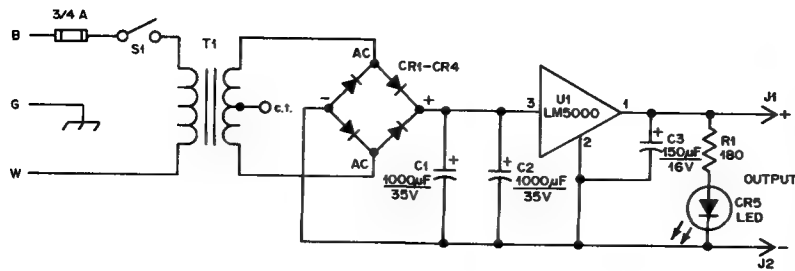 3/4 A
B
S1
T1
AC
CR1-CR4
G
c.t.
-
+
3
U1
LM5000
1
2
J1
+
C3
150µF
16V
R1
180
W
AC
C1
+
1000µF
35V
+
C2
1000µF
35V
+
OUTPUT
CR5
LED
J2
-